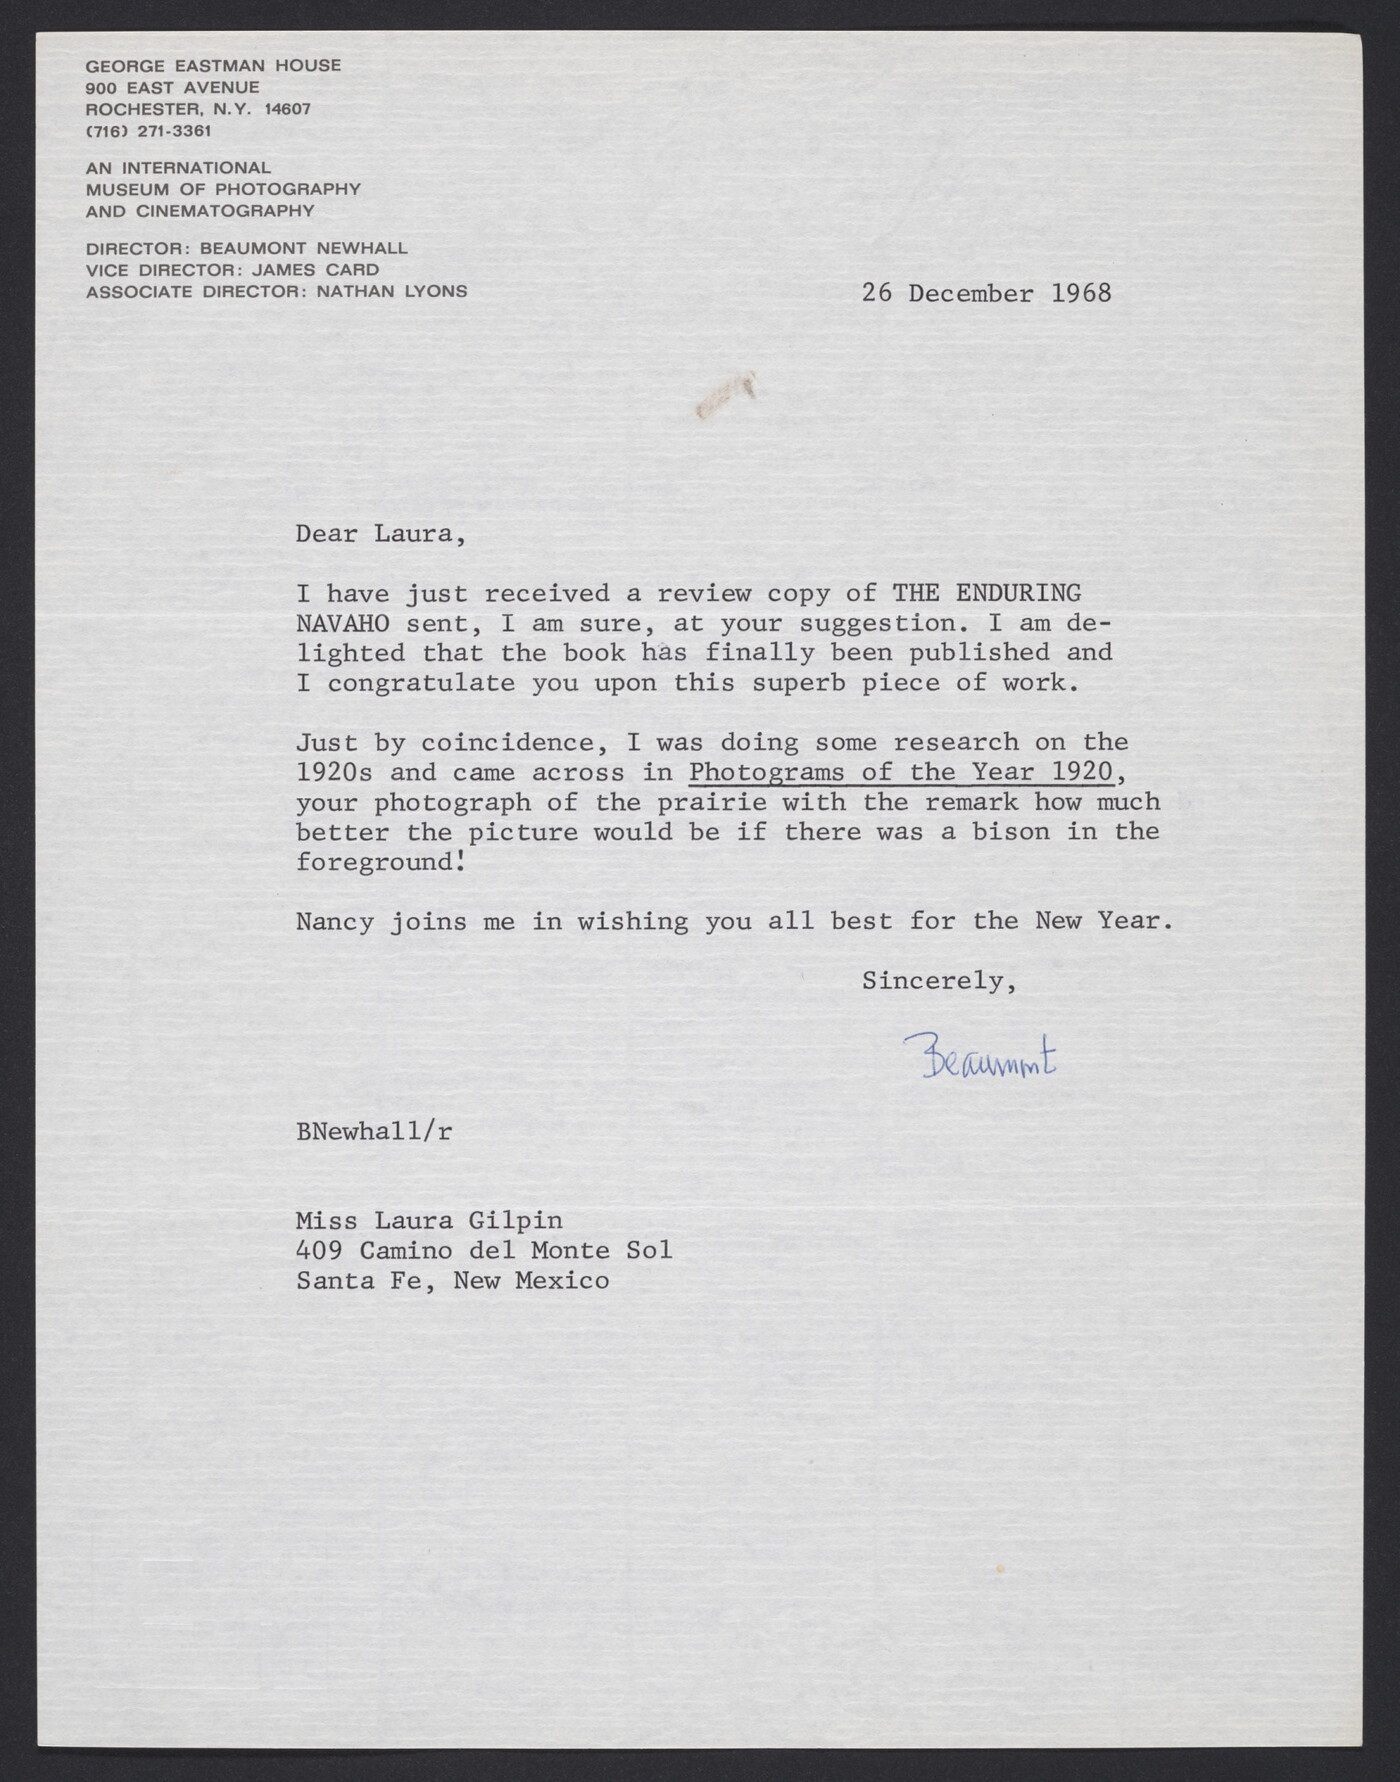 GEORGE EASTMAN HOUSE
900 EAST AVENUE
ROCHESTER, N.Y. 14607
(716) 271-3361
AN INTERNATIONAL
MUSEUM OF PHOTOGRAPHY
AND CINEMATOGRAPHY
DIRECTOR: BEAUMONT NEWHALL
VICE DIRECTOR: JAMES CARD
ASSOCIATE DIRECTOR: NATHAN LYONS
26 December 1968
Dear Laura,
I have just received a review copy of THE ENDURING
NAVAHO sent, I am sure, at your suggestion. I am de-
lighted that the book has finally been published and
I congratulate you upon this superb piece of work.
Just by coincidence, I was doing some research on the
1920s and came across in Photograms of the Year 1920,
your photograph of the prairie with the remark how much
better the picture would be if there was a bison in the
foreground!
Nancy joins me in wishing you all best for the New Year.
Sincerely,
Beaumont
BNewhall/r
Miss Laura Gilpin
409 Camino del Monte Sol
Santa Fe, New Mexico